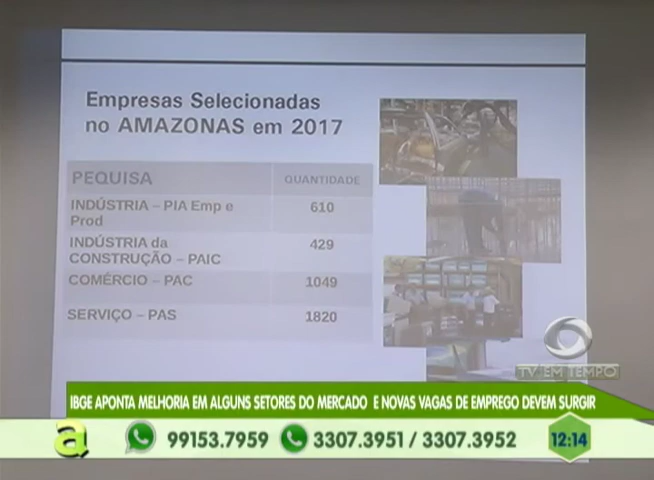 Empresas Selecionadas
no AMAZONAS em 2017
PEQUISA QUANTIDADE
INDÚSTRIA – PIA Emp e
Prod 610
INDÚSTRIA da
CONSTRUÇÃO – PAIC 429
COMÉRCIO – PAC 1049
SERVIÇO – PAS 1820
TV EM TEMPO
IBGE APONTA MELHORIA EM ALGUNS SETORES DO MERCADO E NOVAS VAGAS DE EMPREGO DEVEM SURGIR
a 99153.7959 3307.3951 / 3307.3952 12:14